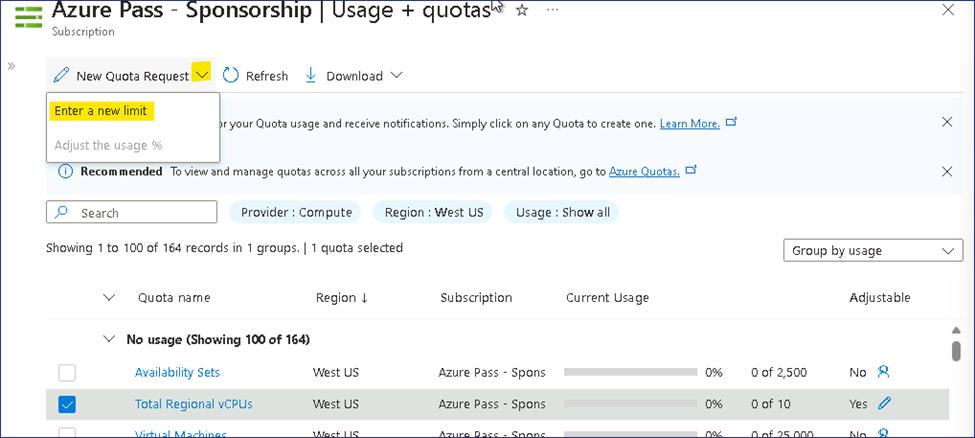 Azure Pass - Sponsorship | Usage + quotas ☆ ···
Subscription
New Quota Request Refresh Download
Enter a new limit
or your Quota usage and receive notifications. Simply click on any Quota to create one. Learn More.
Adjust the usage %
Recommended To view and manage quotas across all your subscriptions from a central location, go to Azure Quotas.
Search Provider : Compute Region : West US Usage : Show all
Showing 1 to 100 of 164 records in 1 groups. | 1 quota selected
Group by usage
Quota name Region ↓ Subscription Current Usage Adjustable
No usage (Showing 100 of 164)
Availability Sets West US Azure Pass - Spons 0% 0 of 2,500 No
Total Regional vCPUs West US Azure Pass - Spons 0% 0 of 10 Yes
Virtual Machines West US Azure Pass - Spons 0% 0 of 25,000 No